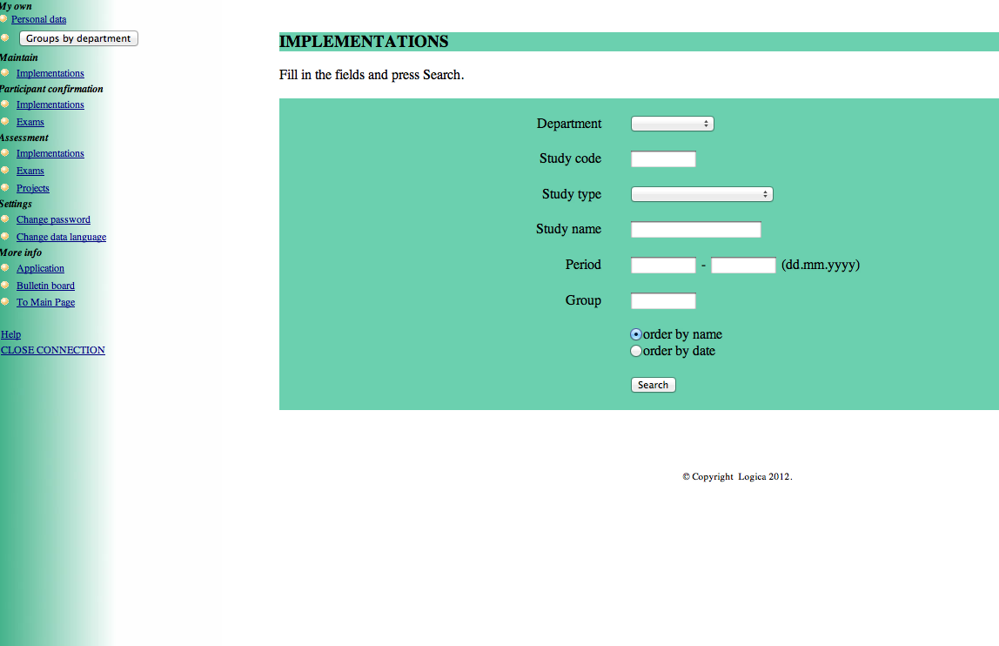 My own
Personal data
Groups by department
Maintain
Implementations
Participant confirmation
Implementations
Exams
Assessment
Implementations
Exams
Projects
Settings
Change password
Change data language
More info
Application
Bulletin board
To Main Page
Help
CLOSE CONNECTION
IMPLEMENTATIONS
Fill in the fields and press Search.
Department
Study code
Study type
Study name
Period - (dd.mm.yyyy)
Group
order by name
order by date
Search
© Copyright Logica 2012.